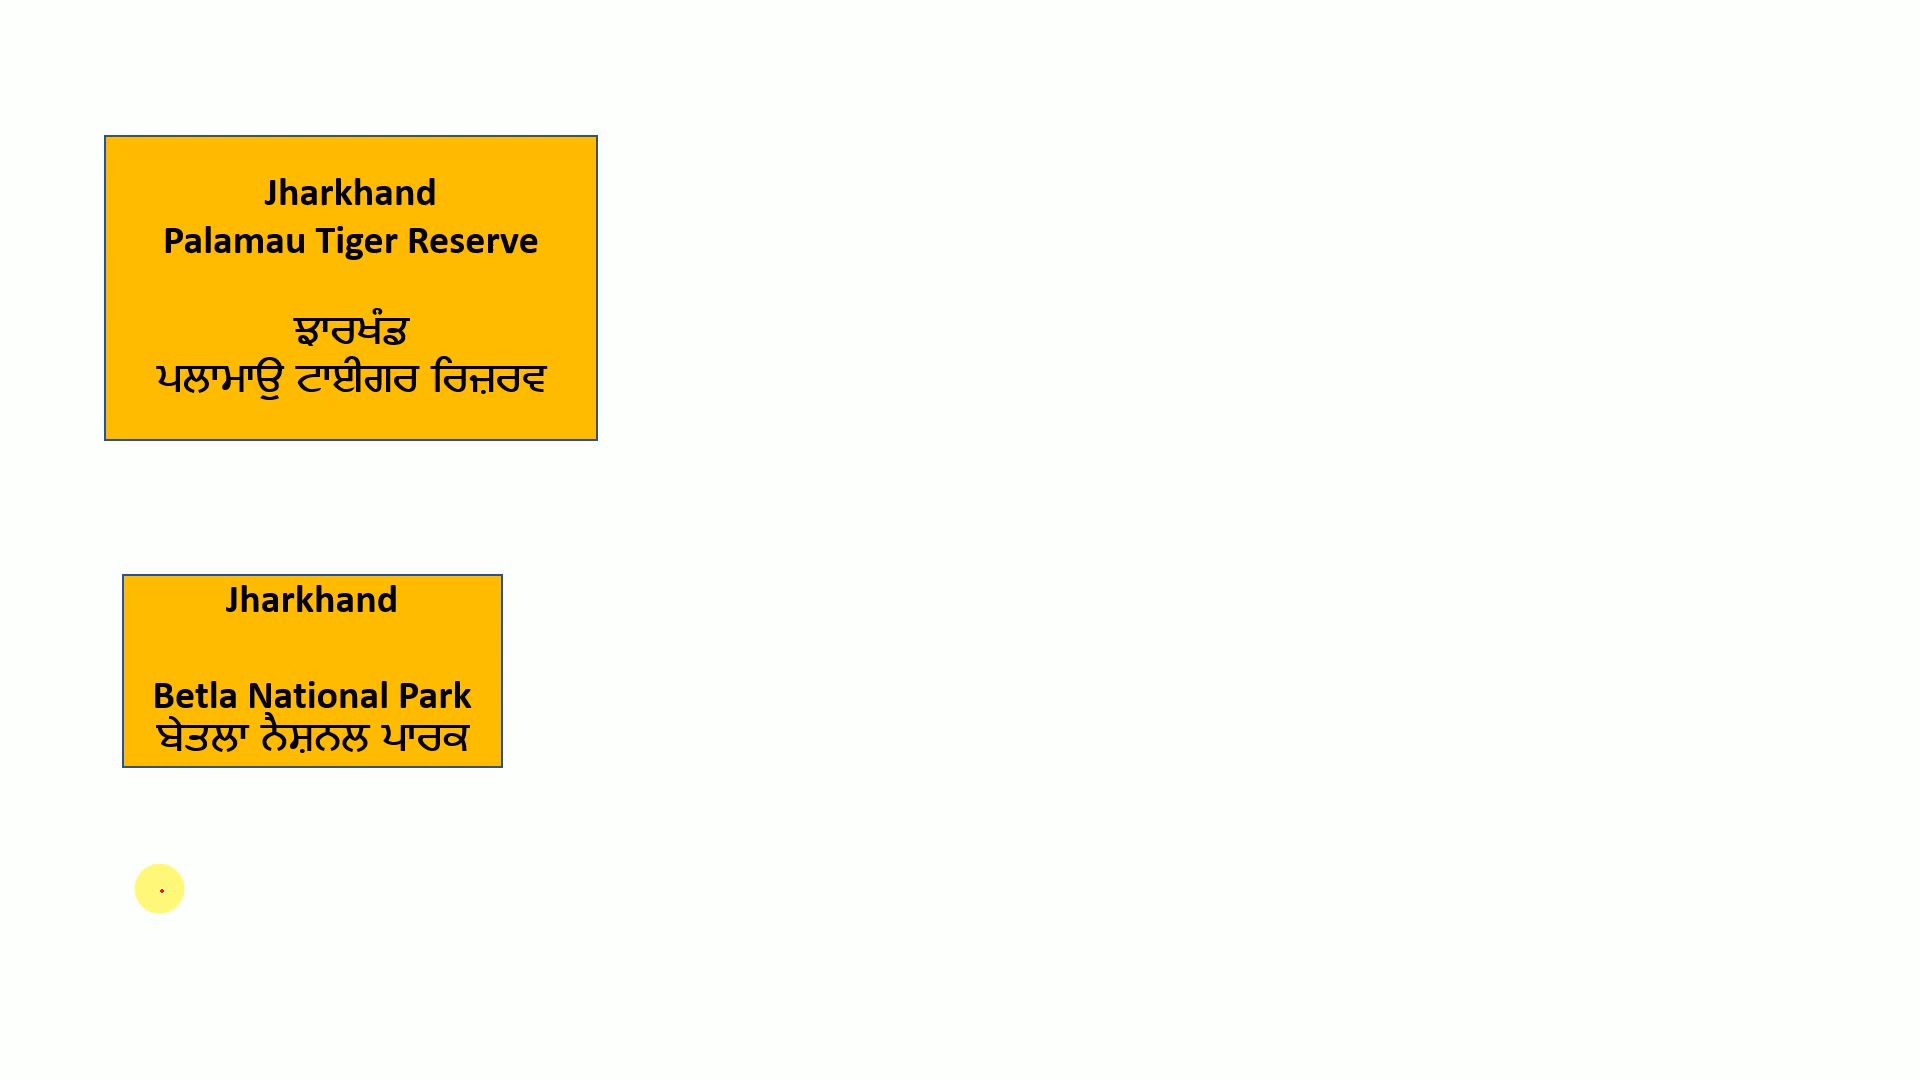 Jharkhand
Palamau Tiger Reserve
ਝਾਰਖੰਡ
ਪਲਾਮਾਉ ਟਾਈਗਰ ਰਿਜ਼ਰਵ
Jharkhand
Betla National Park
ਬੇਤਲਾ ਨੈਸ਼ਨਲ ਪਾਰਕ